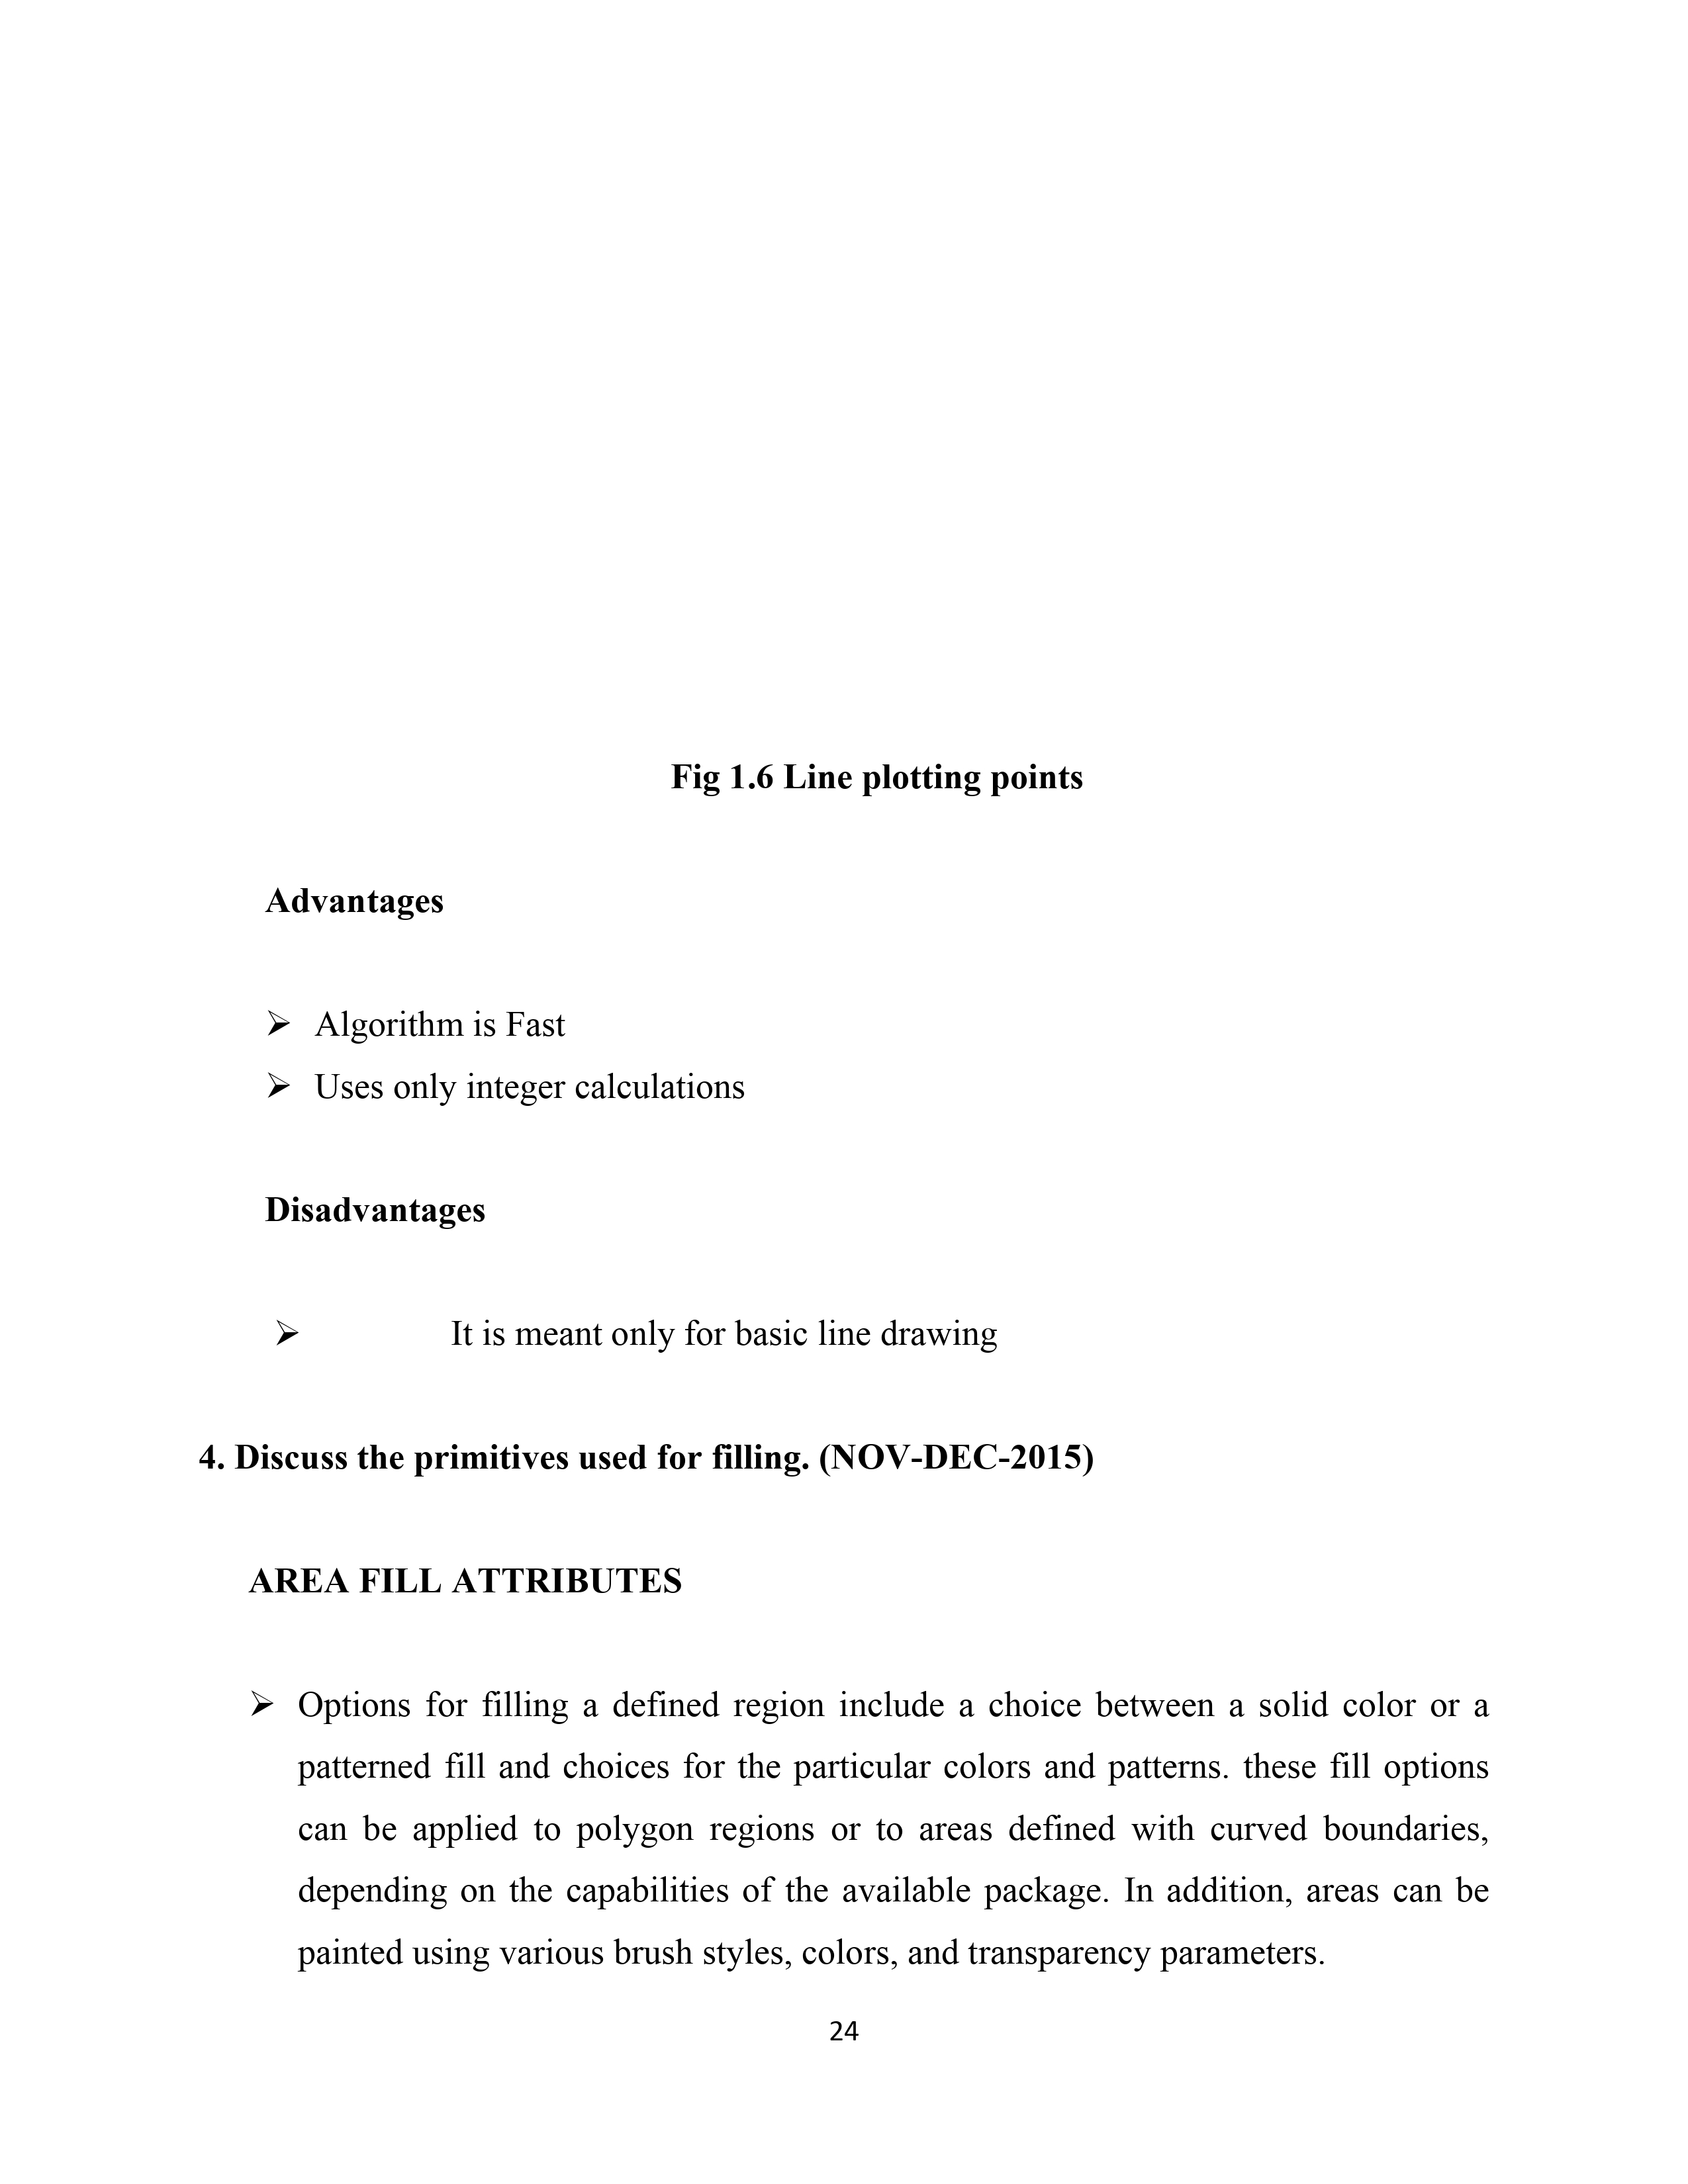 Fig 1.6 Line plotting points
Advantages
➢ Algorithm is Fast
➢ Uses only integer calculations
Disadvantages
➢ It is meant only for basic line drawing
4. Discuss the primitives used for filling. (NOV-DEC-2015)
AREA FILL ATTRIBUTES
➢ Options for filling a defined region include a choice between a solid color or a
patterned fill and choices for the particular colors and patterns. these fill options
can be applied to polygon regions or to areas defined with curved boundaries,
depending on the capabilities of the available package. In addition, areas can be
painted using various brush styles, colors, and transparency parameters.
24